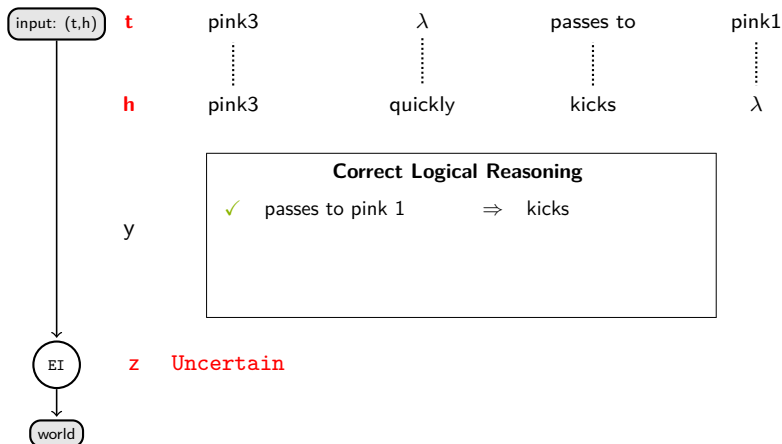 input: (t,h) t pink3 λ passes to pink1
h pink3 quickly kicks λ
Correct Logical Reasoning
✓ passes to pink 1 ⇒ kicks
y
EI z Uncertain
world